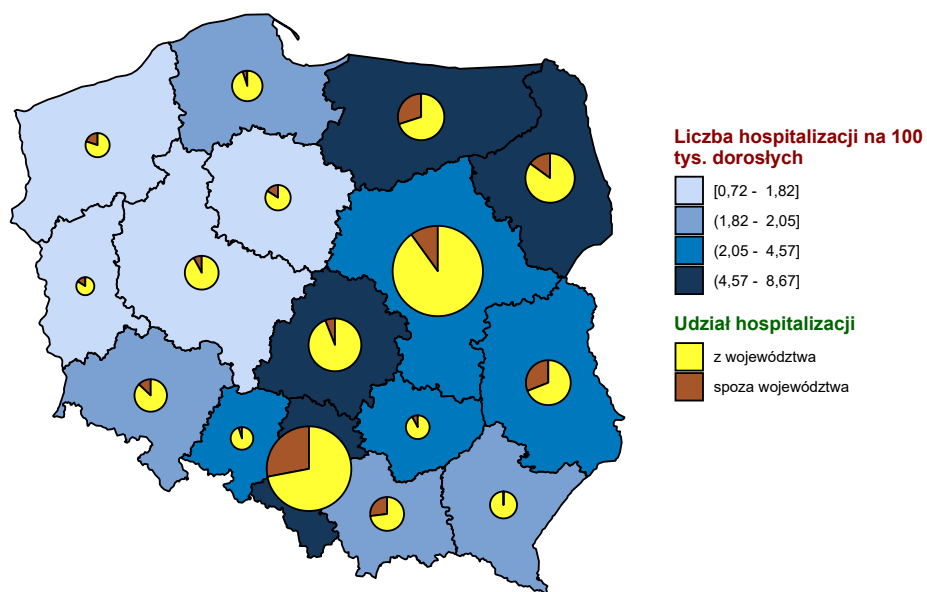 Liczba hospitalizacji na 100
tys. dorosłych
[0,72 - 1,82]
(1,82 - 2,05]
(2,05 - 4,57]
(4,57 - 8,67]
Udział hospitalizacji
z województwa
spoza województwa